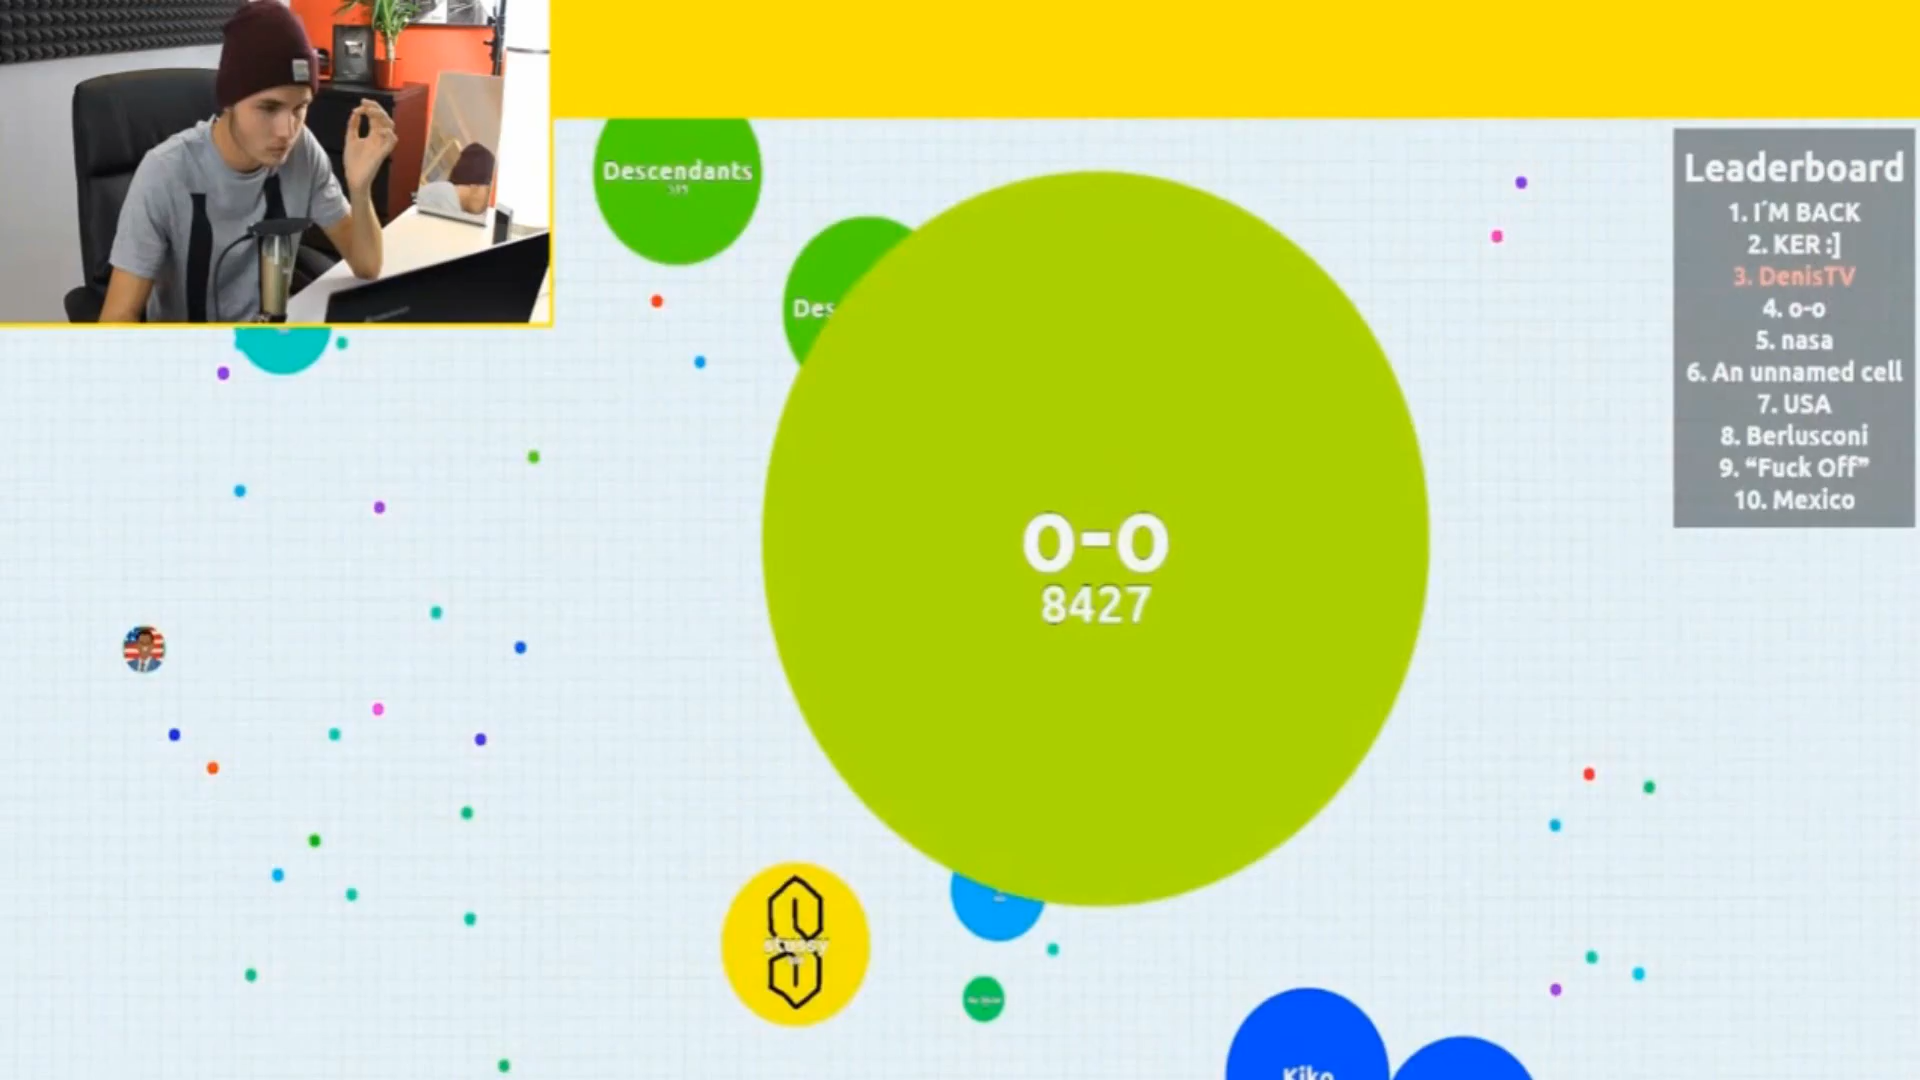 Descendants
Des
Leaderboard
1. I´M BACK
2. KER :]
3. DenisTV
4. o-o
5. nasa
6. An unnamed cell
7. USA
8. Berlusconi
9. “Fuck Off”
10. Mexico
o-o
8427
stussy
Kiko